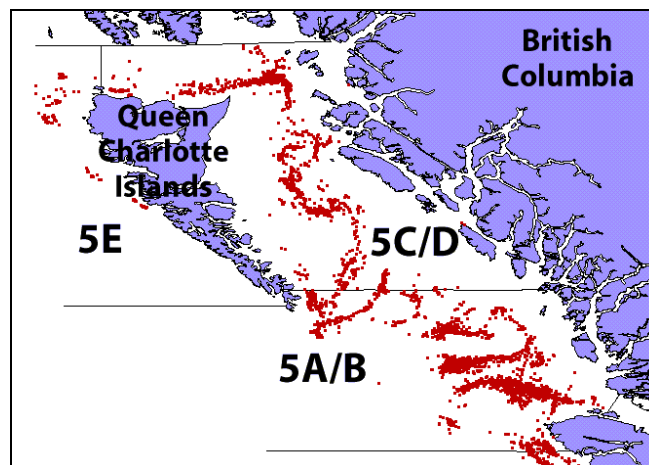 British
Columbia
Queen
Charlotte
Islands
5E
5C/D
5A/B